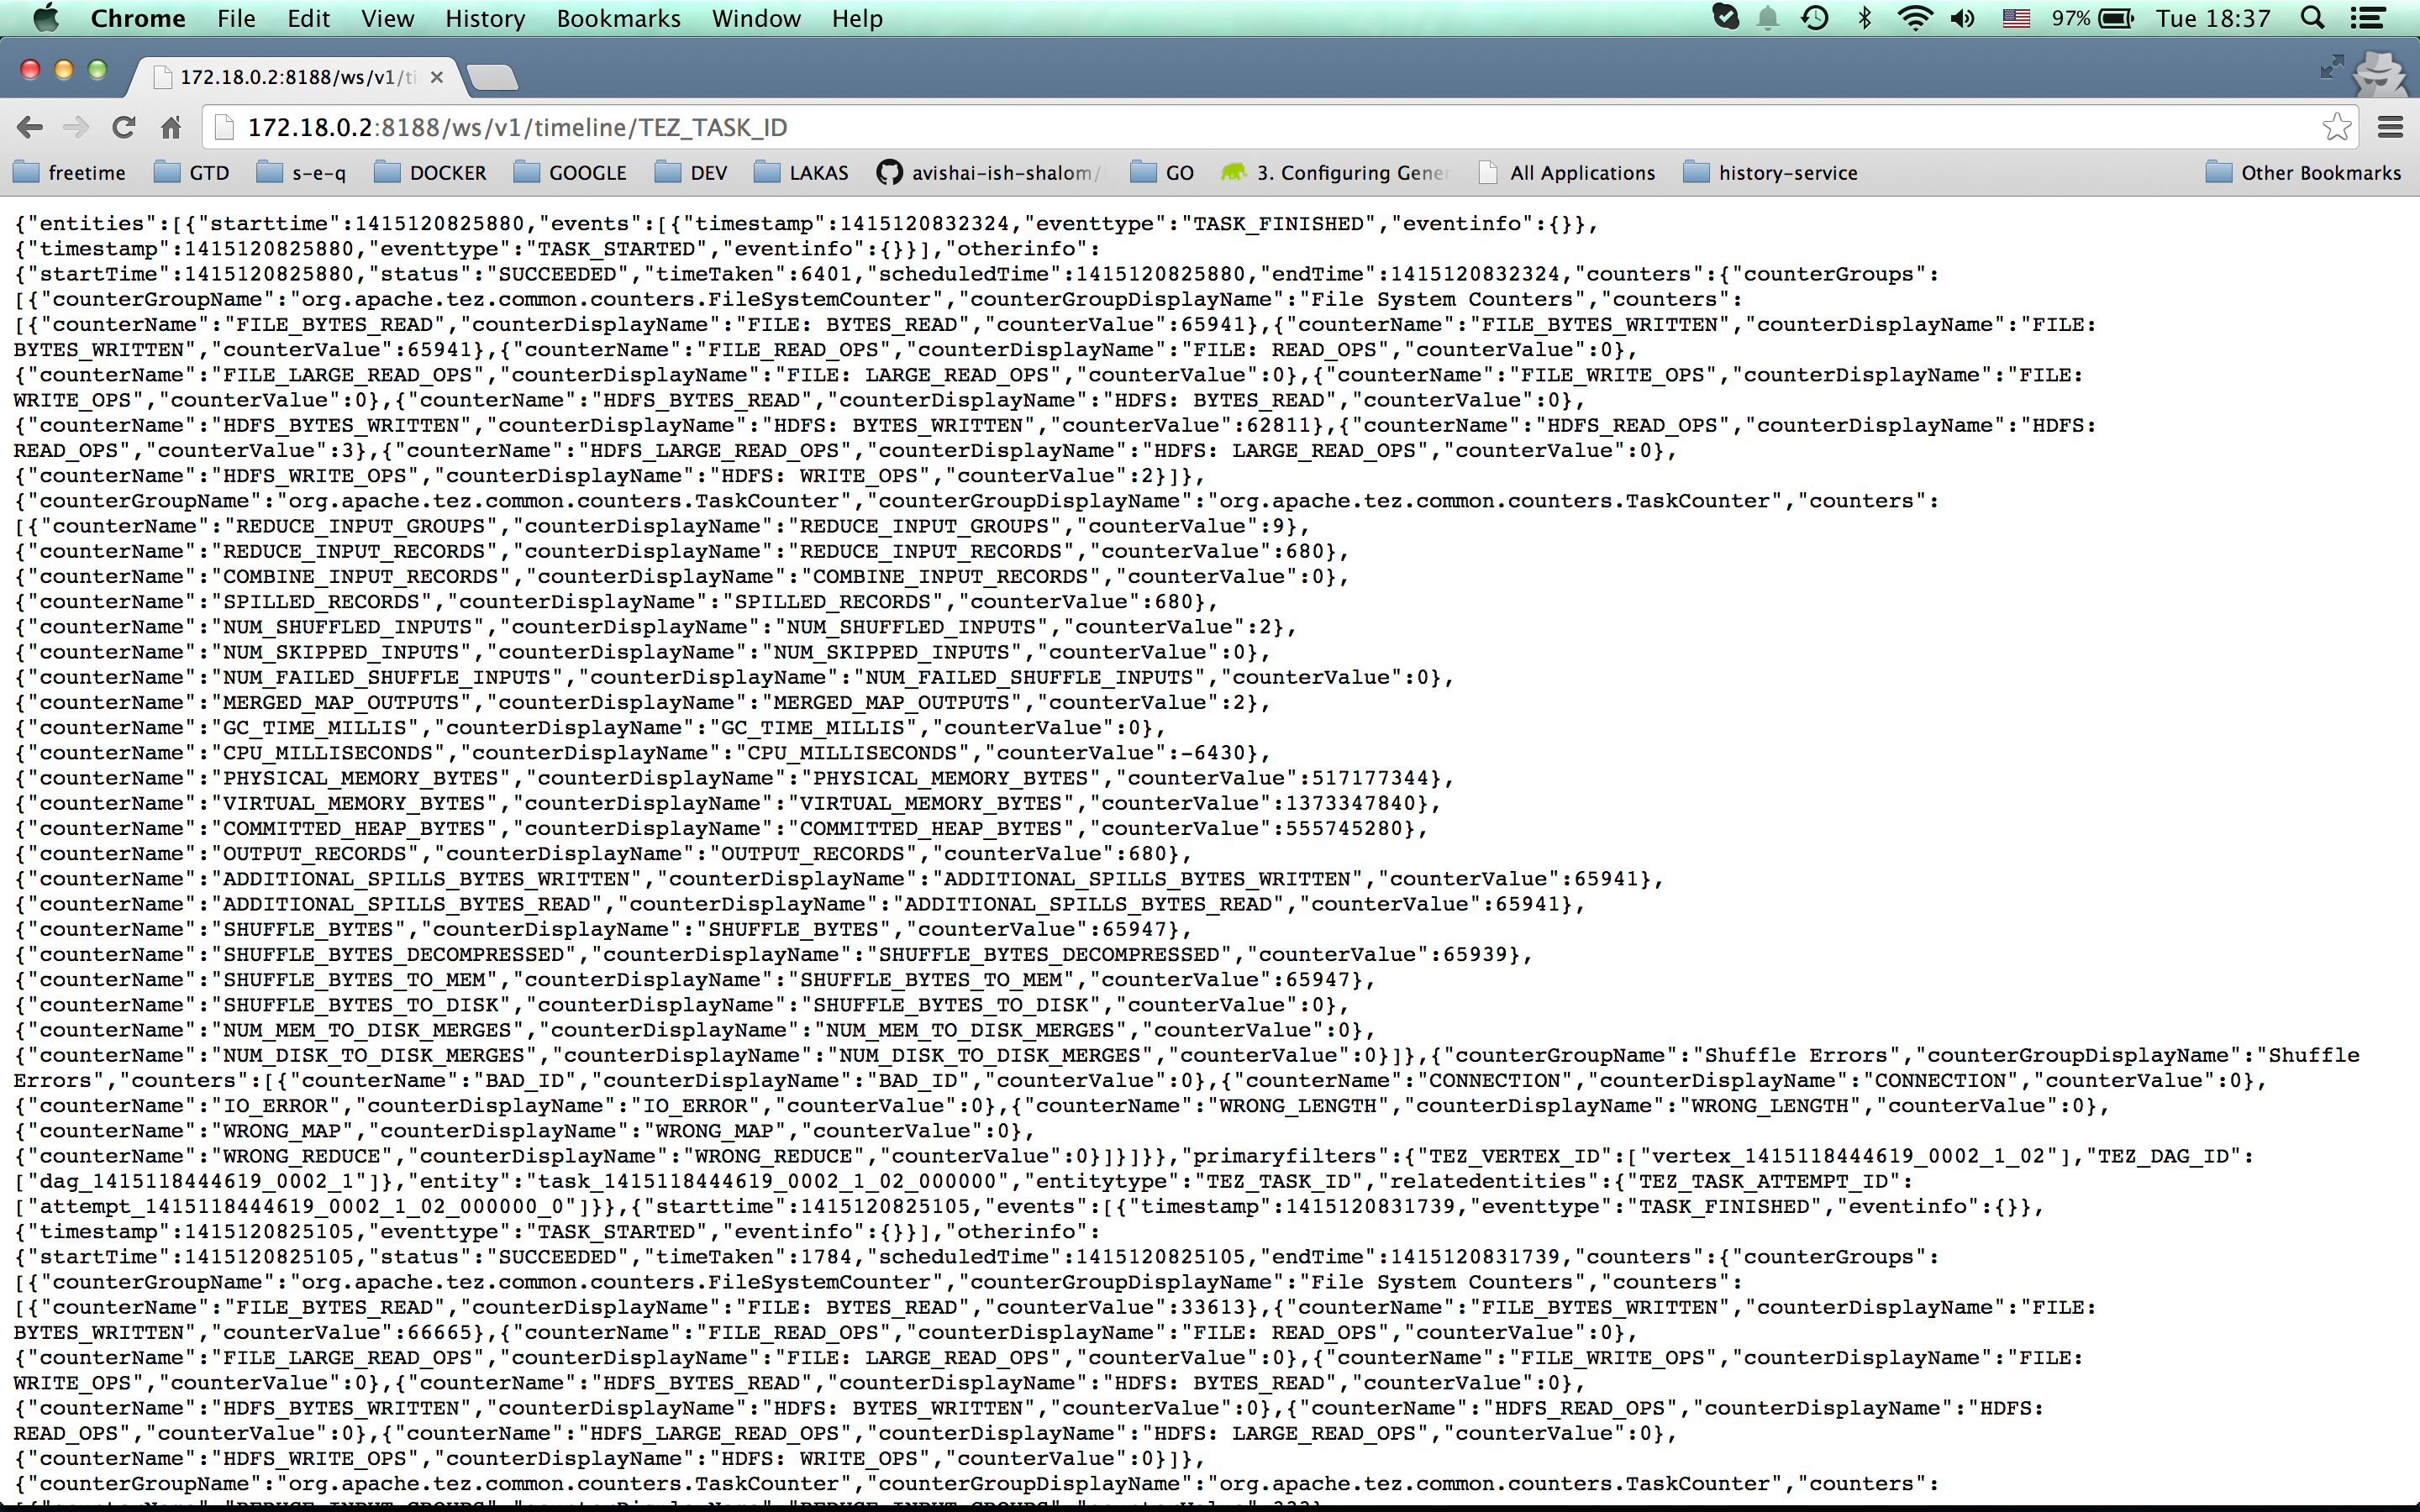 Chrome File Edit View History Bookmarks Window Help 97% Tue 18:37
172.18.0.2:8188/ws/v1/ti
172.18.0.2:8188/ws/v1/timeline/TEZ_TASK_ID
freetime GTD s-e-q DOCKER GOOGLE DEV LAKAS avishai-ish-shalom/ GO 3. Configuring Gener All Applications history-service Other Bookmarks
{"entities":[{"starttime":1415120825880,"events":[{"timestamp":1415120832324,"eventtype":"TASK_FINISHED","eventinfo":{}},
{"timestamp":1415120825880,"eventtype":"TASK_STARTED","eventinfo":{}}],"otherinfo":
{"startTime":1415120825880,"status":"SUCCEEDED","timeTaken":6401,"scheduledTime":1415120825880,"endTime":1415120832324,"counters":{"counterGroups":
[{"counterGroupName":"org.apache.tez.common.counters.FileSystemCounter","counterGroupDisplayName":"File System Counters","counters":
[{"counterName":"FILE_BYTES_READ","counterDisplayName":"FILE: BYTES_READ","counterValue":65941},{"counterName":"FILE_BYTES_WRITTEN","counterDisplayName":"FILE:
BYTES_WRITTEN","counterValue":65941},{"counterName":"FILE_READ_OPS","counterDisplayName":"FILE: READ_OPS","counterValue":0},
{"counterName":"FILE_LARGE_READ_OPS","counterDisplayName":"FILE: LARGE_READ_OPS","counterValue":0},{"counterName":"FILE_WRITE_OPS","counterDisplayName":"FILE:
WRITE_OPS","counterValue":0},{"counterName":"HDFS_BYTES_READ","counterDisplayName":"HDFS: BYTES_READ","counterValue":0},
{"counterName":"HDFS_BYTES_WRITTEN","counterDisplayName":"HDFS: BYTES_WRITTEN","counterValue":62811},{"counterName":"HDFS_READ_OPS","counterDisplayName":"HDFS:
READ_OPS","counterValue":3},{"counterName":"HDFS_LARGE_READ_OPS","counterDisplayName":"HDFS: LARGE_READ_OPS","counterValue":0},
{"counterName":"HDFS_WRITE_OPS","counterDisplayName":"HDFS: WRITE_OPS","counterValue":2}]},
{"counterGroupName":"org.apache.tez.common.counters.TaskCounter","counterGroupDisplayName":"org.apache.tez.common.counters.TaskCounter","counters":
[{"counterName":"REDUCE_INPUT_GROUPS","counterDisplayName":"REDUCE_INPUT_GROUPS","counterValue":9},
{"counterName":"REDUCE_INPUT_RECORDS","counterDisplayName":"REDUCE_INPUT_RECORDS","counterValue":680},
{"counterName":"COMBINE_INPUT_RECORDS","counterDisplayName":"COMBINE_INPUT_RECORDS","counterValue":0},
{"counterName":"SPILLED_RECORDS","counterDisplayName":"SPILLED_RECORDS","counterValue":680},
{"counterName":"NUM_SHUFFLED_INPUTS","counterDisplayName":"NUM_SHUFFLED_INPUTS","counterValue":2},
{"counterName":"NUM_SKIPPED_INPUTS","counterDisplayName":"NUM_SKIPPED_INPUTS","counterValue":0},
{"counterName":"NUM_FAILED_SHUFFLE_INPUTS","counterDisplayName":"NUM_FAILED_SHUFFLE_INPUTS","counterValue":0},
{"counterName":"MERGED_MAP_OUTPUTS","counterDisplayName":"MERGED_MAP_OUTPUTS","counterValue":2},
{"counterName":"GC_TIME_MILLIS","counterDisplayName":"GC_TIME_MILLIS","counterValue":0},
{"counterName":"CPU_MILLISECONDS","counterDisplayName":"CPU_MILLISECONDS","counterValue":-6430},
{"counterName":"PHYSICAL_MEMORY_BYTES","counterDisplayName":"PHYSICAL_MEMORY_BYTES","counterValue":517177344},
{"counterName":"VIRTUAL_MEMORY_BYTES","counterDisplayName":"VIRTUAL_MEMORY_BYTES","counterValue":1373347840},
{"counterName":"COMMITTED_HEAP_BYTES","counterDisplayName":"COMMITTED_HEAP_BYTES","counterValue":555745280},
{"counterName":"OUTPUT_RECORDS","counterDisplayName":"OUTPUT_RECORDS","counterValue":680},
{"counterName":"ADDITIONAL_SPILLS_BYTES_WRITTEN","counterDisplayName":"ADDITIONAL_SPILLS_BYTES_WRITTEN","counterValue":65941},
{"counterName":"ADDITIONAL_SPILLS_BYTES_READ","counterDisplayName":"ADDITIONAL_SPILLS_BYTES_READ","counterValue":65941},
{"counterName":"SHUFFLE_BYTES","counterDisplayName":"SHUFFLE_BYTES","counterValue":65947},
{"counterName":"SHUFFLE_BYTES_DECOMPRESSED","counterDisplayName":"SHUFFLE_BYTES_DECOMPRESSED","counterValue":65939},
{"counterName":"SHUFFLE_BYTES_TO_MEM","counterDisplayName":"SHUFFLE_BYTES_TO_MEM","counterValue":65947},
{"counterName":"SHUFFLE_BYTES_TO_DISK","counterDisplayName":"SHUFFLE_BYTES_TO_DISK","counterValue":0},
{"counterName":"NUM_MEM_TO_DISK_MERGES","counterDisplayName":"NUM_MEM_TO_DISK_MERGES","counterValue":0},
{"counterName":"NUM_DISK_TO_DISK_MERGES","counterDisplayName":"NUM_DISK_TO_DISK_MERGES","counterValue":0}]},{"counterGroupName":"Shuffle Errors","counterGroupDisplayName":"Shuffle
Errors","counters":[{"counterName":"BAD_ID","counterDisplayName":"BAD_ID","counterValue":0},{"counterName":"CONNECTION","counterDisplayName":"CONNECTION","counterValue":0},
{"counterName":"IO_ERROR","counterDisplayName":"IO_ERROR","counterValue":0},{"counterName":"WRONG_LENGTH","counterDisplayName":"WRONG_LENGTH","counterValue":0},
{"counterName":"WRONG_MAP","counterDisplayName":"WRONG_MAP","counterValue":0},
{"counterName":"WRONG_REDUCE","counterDisplayName":"WRONG_REDUCE","counterValue":0}]}]}},"primaryfilters":{"TEZ_VERTEX_ID":["vertex_1415118444619_0002_1_02"],"TEZ_DAG_ID":
["dag_1415118444619_0002_1"]},"entity":"task_1415118444619_0002_1_02_000000","entitytype":"TEZ_TASK_ID","relatedentities":{"TEZ_TASK_ATTEMPT_ID":
["attempt_1415118444619_0002_1_02_000000_0"]}},{"starttime":1415120825105,"events":[{"timestamp":1415120831739,"eventtype":"TASK_FINISHED","eventinfo":{}},
{"timestamp":1415120825105,"eventtype":"TASK_STARTED","eventinfo":{}}],"otherinfo":
{"startTime":1415120825105,"status":"SUCCEEDED","timeTaken":1784,"scheduledTime":1415120825105,"endTime":1415120831739,"counters":{"counterGroups":
[{"counterGroupName":"org.apache.tez.common.counters.FileSystemCounter","counterGroupDisplayName":"File System Counters","counters":
[{"counterName":"FILE_BYTES_READ","counterDisplayName":"FILE: BYTES_READ","counterValue":33613},{"counterName":"FILE_BYTES_WRITTEN","counterDisplayName":"FILE:
BYTES_WRITTEN","counterValue":66665},{"counterName":"FILE_READ_OPS","counterDisplayName":"FILE: READ_OPS","counterValue":0},
{"counterName":"FILE_LARGE_READ_OPS","counterDisplayName":"FILE: LARGE_READ_OPS","counterValue":0},{"counterName":"FILE_WRITE_OPS","counterDisplayName":"FILE:
WRITE_OPS","counterValue":0},{"counterName":"HDFS_BYTES_READ","counterDisplayName":"HDFS: BYTES_READ","counterValue":0},
{"counterName":"HDFS_BYTES_WRITTEN","counterDisplayName":"HDFS: BYTES_WRITTEN","counterValue":0},{"counterName":"HDFS_READ_OPS","counterDisplayName":"HDFS:
READ_OPS","counterValue":0},{"counterName":"HDFS_LARGE_READ_OPS","counterDisplayName":"HDFS: LARGE_READ_OPS","counterValue":0},
{"counterName":"HDFS_WRITE_OPS","counterDisplayName":"HDFS: WRITE_OPS","counterValue":0}]},
{"counterGroupName":"org.apache.tez.common.counters.TaskCounter","counterGroupDisplayName":"org.apache.tez.common.counters.TaskCounter","counters":